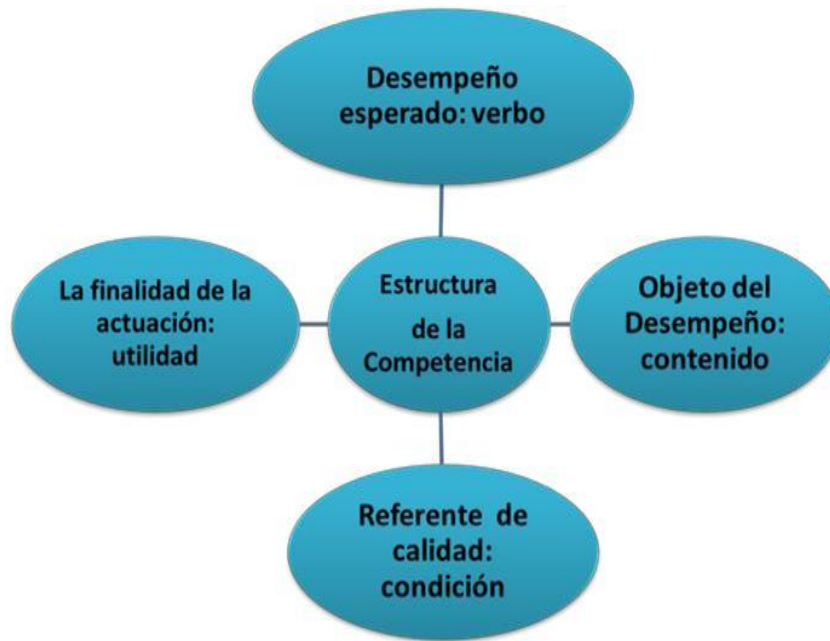 Desempeño
esperado: verbo
La finalidad de la
actuación:
utilidad
Estructura
de la
Competencia
Objeto del
Desempeño:
contenido
Referente de
calidad:
condición